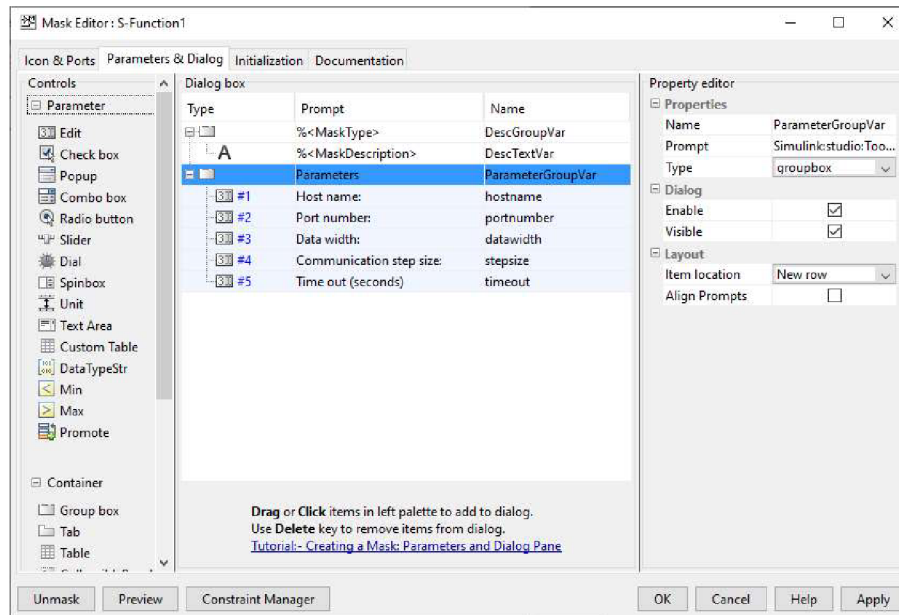 Mask Editor : S-Function1
Icon & Ports Parameters & Dialog Initialization Documentation
Controls
Parameter
Edit
Check box
Popup
Combo box
Radio button
Slider
Dial
Spinbox
Unit
Text Area
Custom Table
DataTypeStr
Min
Max
Promote
Container
Group box
Tab
Table
Dialog box
Type Prompt Name
%<MaskType> DescGroupVar
A %<MaskDescription> DescTextVar
Parameters ParameterGroupVar
#1 Host name: hostname
#2 Port number: portnumber
#3 Data width: datawidth
#4 Communication step size: stepsize
#5 Time out (seconds) timeout
Drag or Click items in left palette to add to dialog.
Use Delete key to remove items from dialog.
Tutorial:- Creating a Mask: Parameters and Dialog Pane
Property editor
Properties
Name ParameterGroupVar
Prompt Simulink:studio:Too...
Type groupbox
Dialog
Enable
Visible
Layout
Item location New row
Align Prompts
Unmask Preview Constraint Manager OK Cancel Help Apply